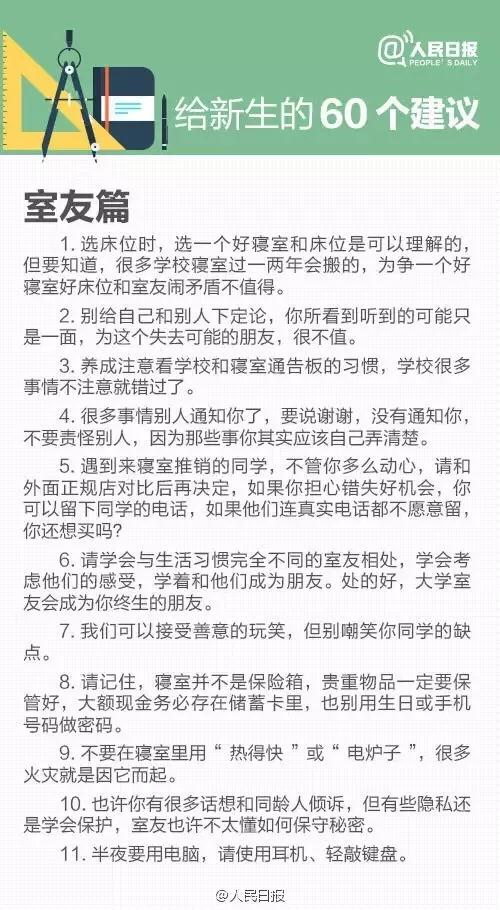 @人民日报
PEOPLE'S DAILY
给新生的60个建议
室友篇
1. 选床位时，选一个好寝室和床位是可以理解的，
但要知道，很多学校寝室过一两年会搬的，为争一个好
寝室好床位和室友闹矛盾不值得。
2. 别给自己和别人下定论，你所看到听到的可能只
是一面，为这个失去可能的朋友，很不值。
3. 养成注意看学校和寝室通告板的习惯，学校很多
事情不注意就错过了。
4. 很多事情别人通知你了，要说谢谢，没有通知你，
不要责怪别人，因为那些事你其实应该自己弄清楚。
5. 遇到来寝室推销的同学，不管你多么动心，请和
外面正规店对比后再决定，如果你担心错失好机会，你
可以留下同学的电话，如果他们连真实电话都不愿意留，
你还想买吗?
6. 请学会与生活习惯完全不同的室友相处，学会考
虑他们的感受，学着和他们成为朋友。处的好，大学室
友会成为你终生的朋友。
7. 我们可以接受善意的玩笑，但别嘲笑你同学的缺
点。
8. 请记住，寝室并不是保险箱，贵重物品一定要保
管好，大额现金务必存在储蓄卡里，也别用生日或手机
号码做密码。
9. 不要在寝室里用“热得快”或“电炉子”，很多
火灾就是因它而起。
10. 也许你有很多话想和同龄人倾诉，但有些隐私还
是学会保护，室友也许不太懂如何保守秘密。
11. 半夜要用电脑，请使用耳机、轻敲键盘。
@人民日报